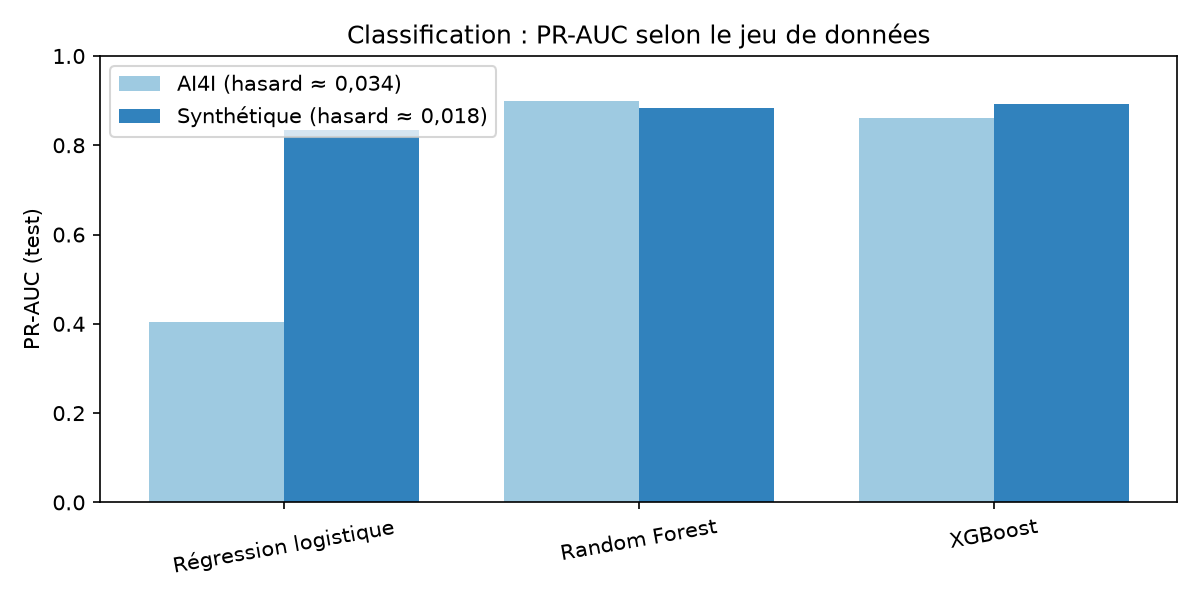 Classification : PR-AUC selon le jeu de données
AI4I (hasard ≈ 0,034)
Synthétique (hasard ≈ 0,018)
PR-AUC (test)
1.0
0.8
0.6
0.4
0.2
0.0
Régression logistique
Random Forest
XGBoost